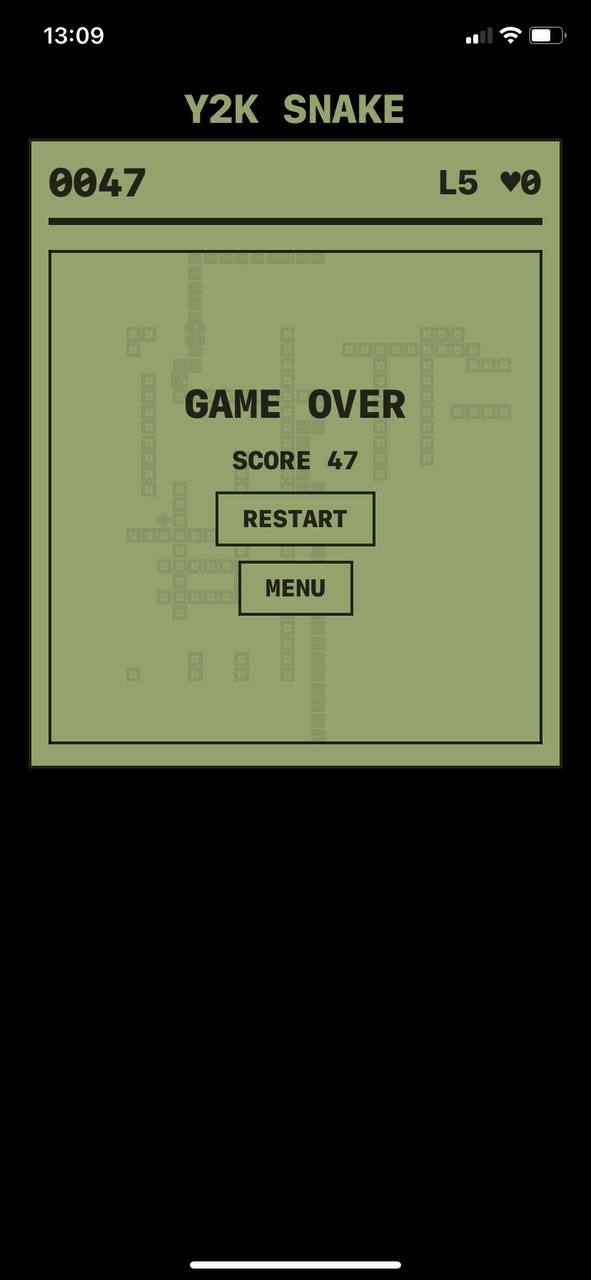 13:09
Y2K SNAKE
0047 L5 ♥0
GAME OVER
SCORE 47
RESTART
MENU